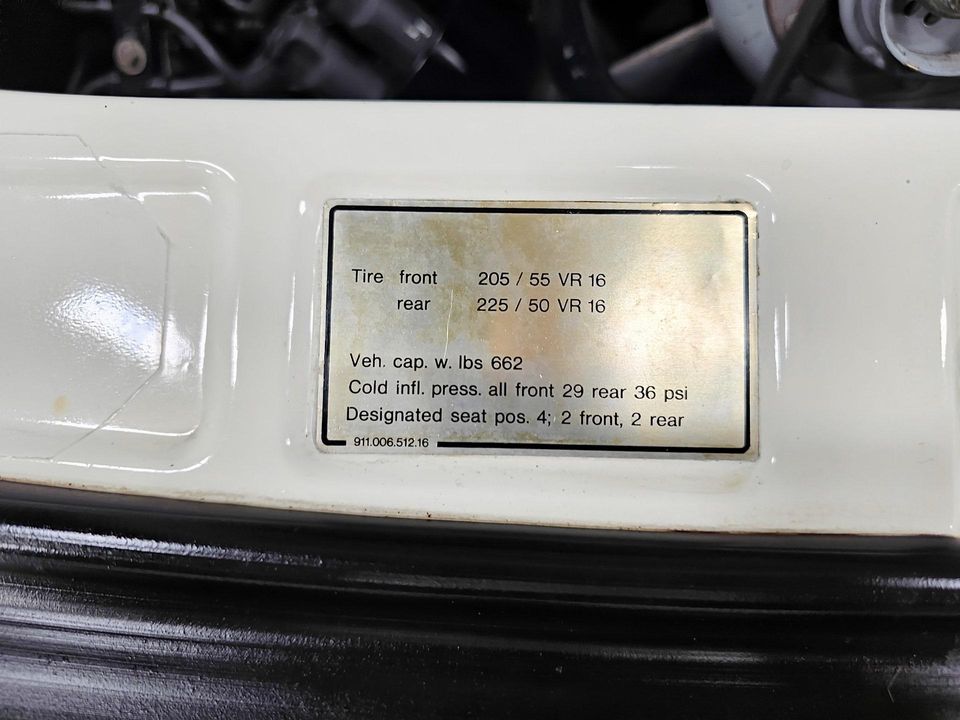 Tire front 205 / 55 VR 16
rear 225 / 50 VR 16
Veh. cap. w. lbs 662
Cold infl. press. all front 29 rear 36 psi
Designated seat pos. 4; 2 front, 2 rear
911.006.512.16